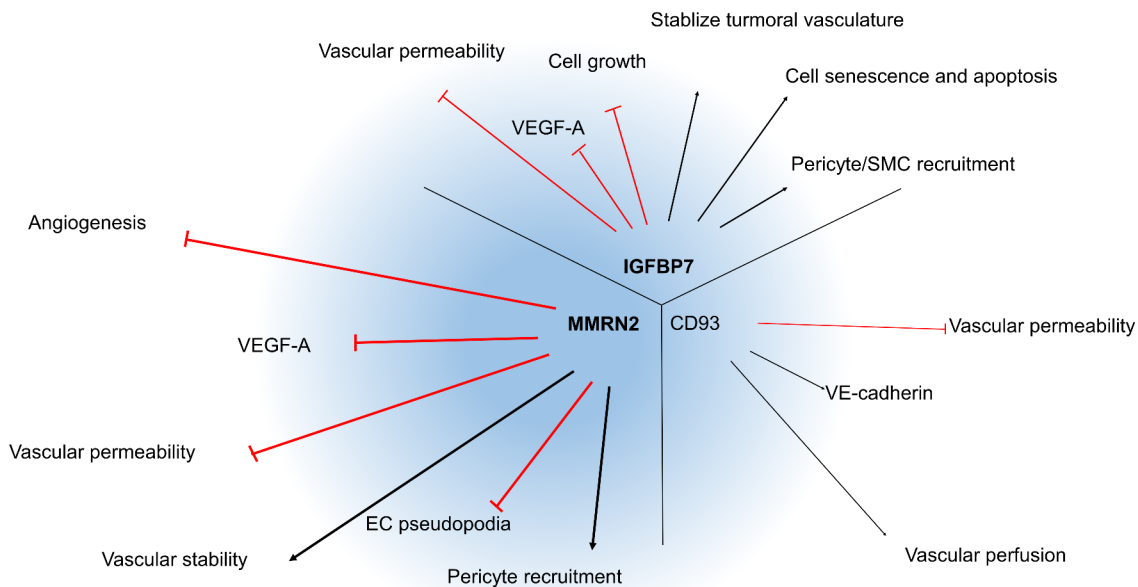 Stablize turmoral vasculature
Vascular permeability
Cell growth
Cell senescence and apoptosis
VEGF-A
Pericyte/SMC recruitment
Angiogenesis
IGFBP7
MMRN2
CD93
Vascular permeability
VEGF-A
VE-cadherin
Vascular permeability
EC pseudopodia
Vascular stability
Vascular perfusion
Pericyte recruitment